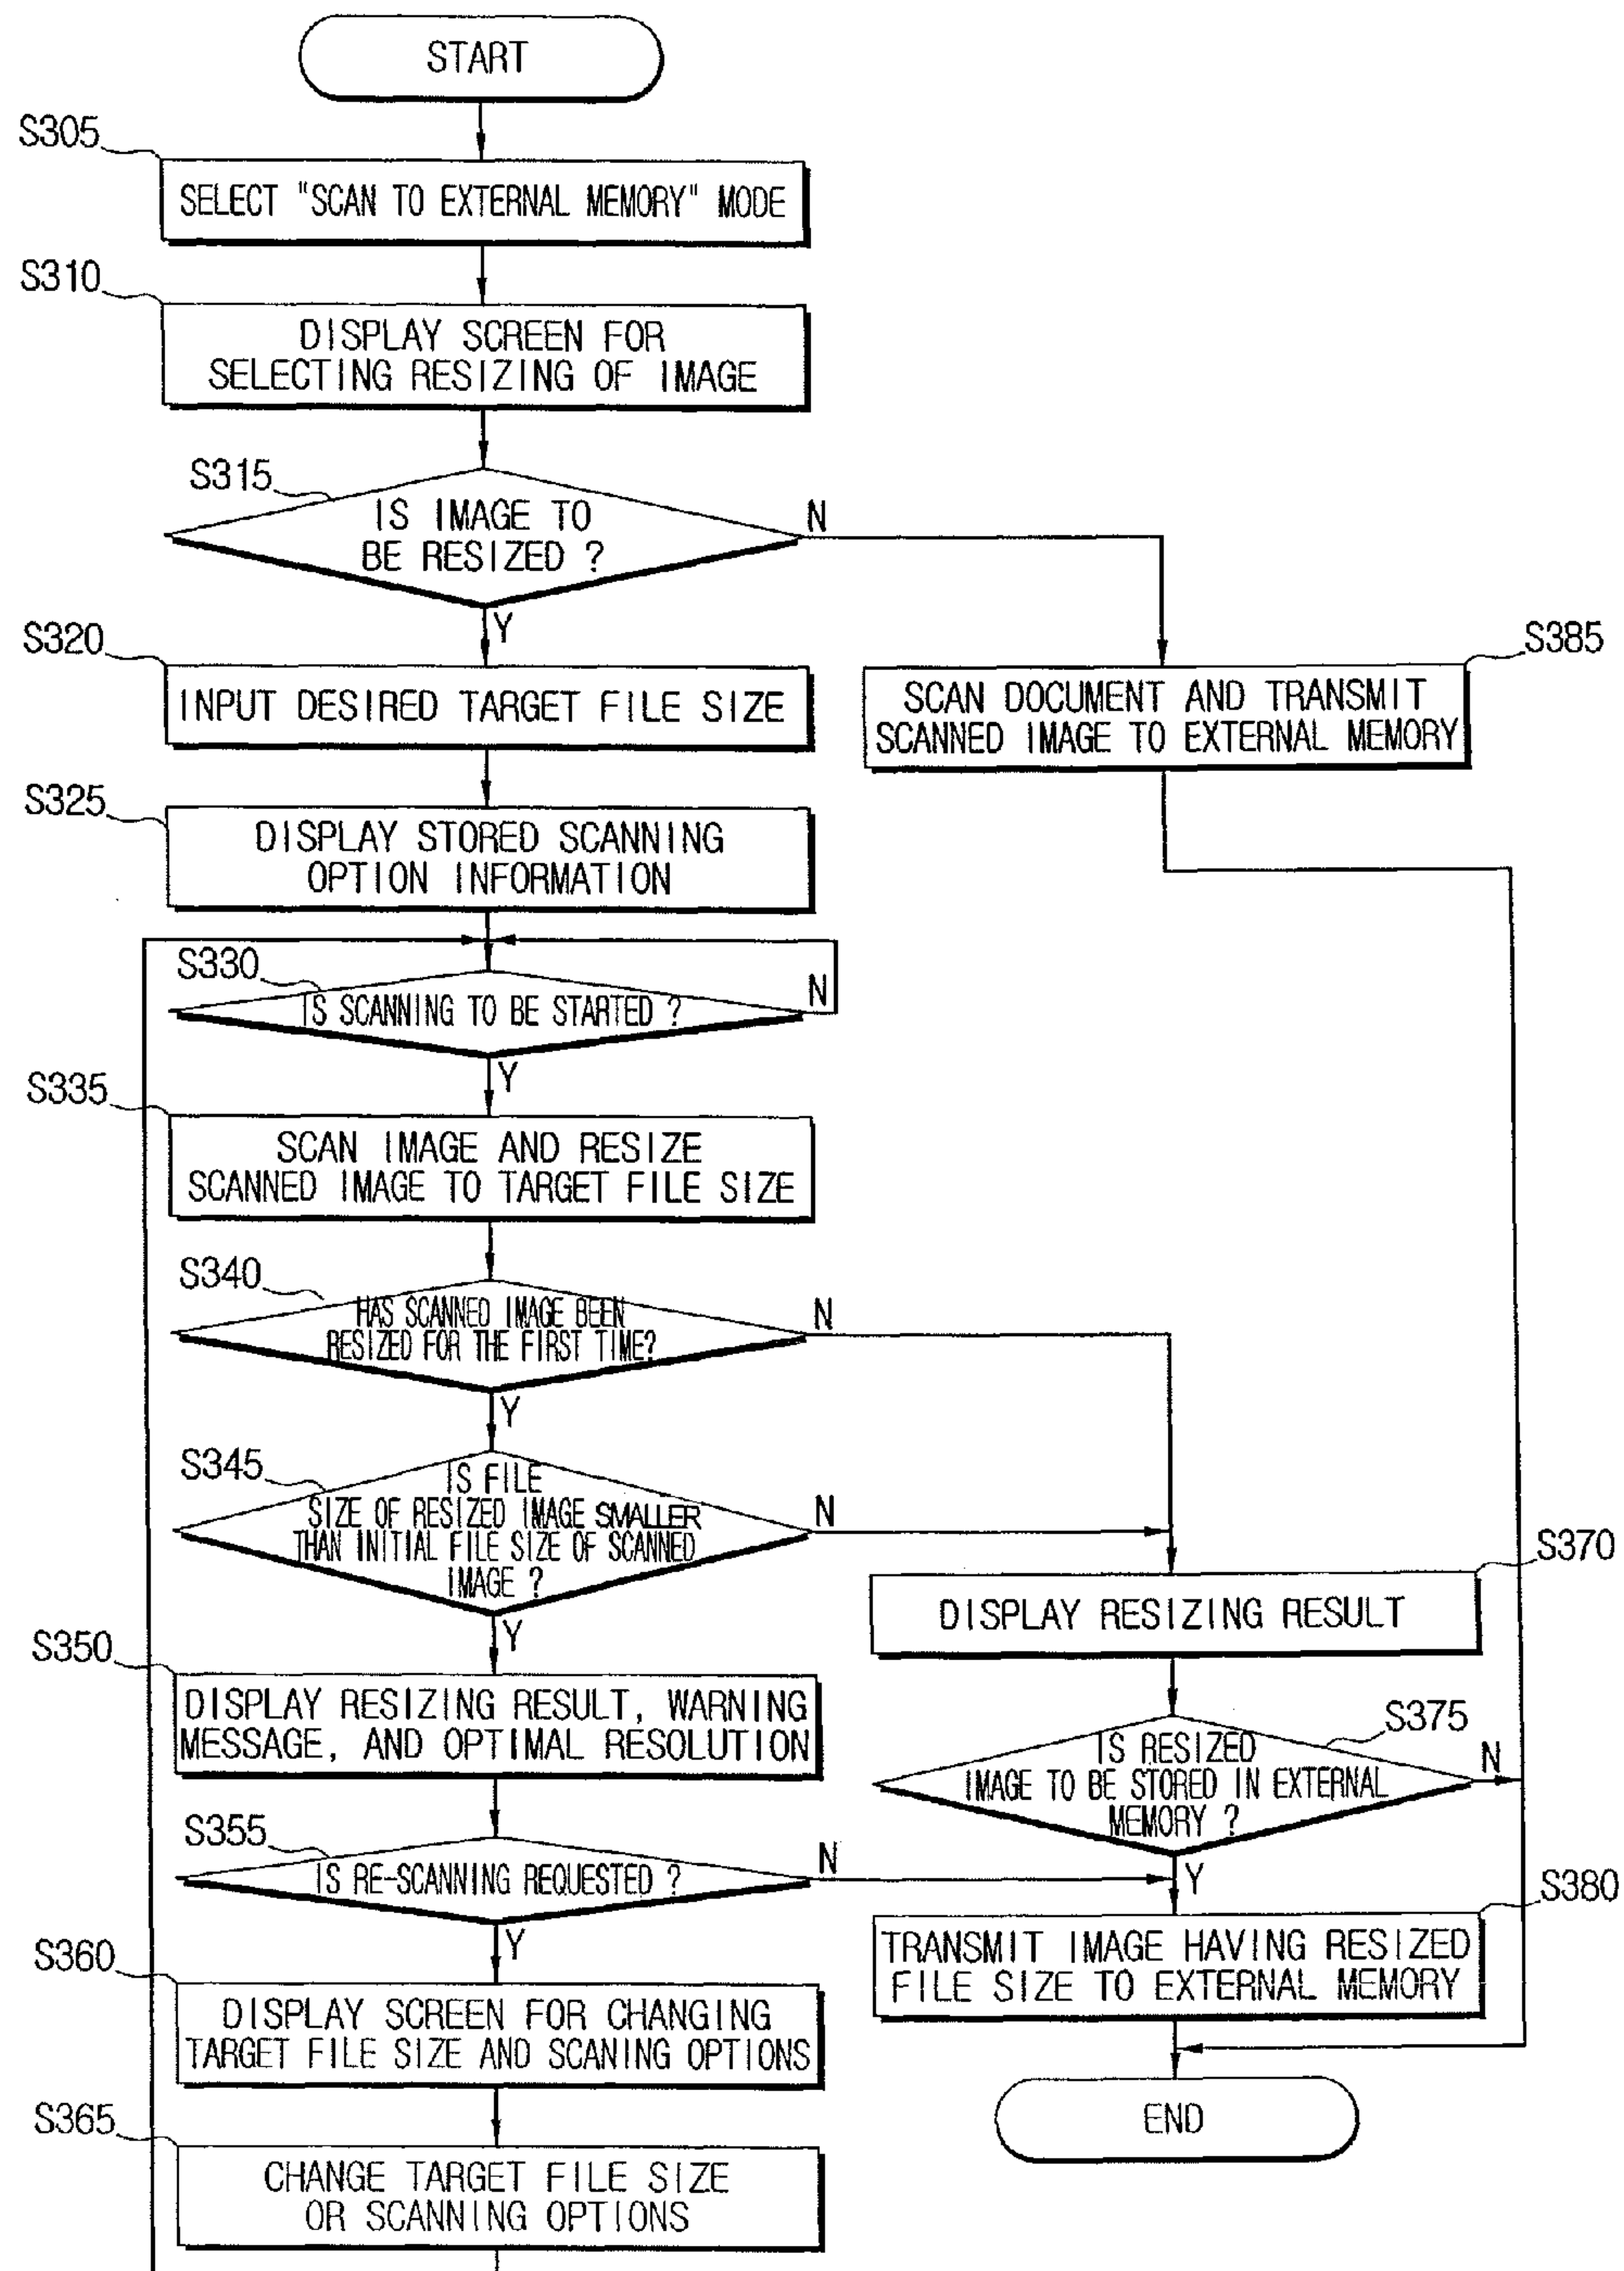 START
S305
SELECT "SCAN TO EXTERNAL MEMORY" MODE
S310
DISPLAY SCREEN FOR
SELECTING RESIZING OF IMAGE
S315
IS IMAGE TO
BE RESIZED ?
N
Y
S320
INPUT DESIRED TARGET FILE SIZE
S385
SCAN DOCUMENT AND TRANSMIT
SCANNED IMAGE TO EXTERNAL MEMORY
S325
DISPLAY STORED SCANNING
OPTION INFORMATION
S330
IS SCANNING TO BE STARTED ?
N
Y
S335
SCAN IMAGE AND RESIZE
SCANNED IMAGE TO TARGET FILE SIZE
S340
HAS SCANNED IMAGE BEEN
RESIZED FOR THE FIRST TIME?
N
Y
S345
IS FILE
SIZE OF RESIZED IMAGE SMALLER
THAN INITIAL FILE SIZE OF SCANNED
IMAGE ?
N
Y
S370
DISPLAY RESIZING RESULT
S350
DISPLAY RESIZING RESULT, WARNING
MESSAGE, AND OPTIMAL RESOLUTION
S375
IS RESIZED
IMAGE TO BE STORED IN EXTERNAL
MEMORY ?
N
Y
S355
IS RE-SCANNING REQUESTED ?
N
Y
S380
TRANSMIT IMAGE HAVING RESIZED
FILE SIZE TO EXTERNAL MEMORY
S360
DISPLAY SCREEN FOR CHANGING
TARGET FILE SIZE AND SCANING OPTIONS
END
S365
CHANGE TARGET FILE SIZE
OR SCANNING OPTIONS